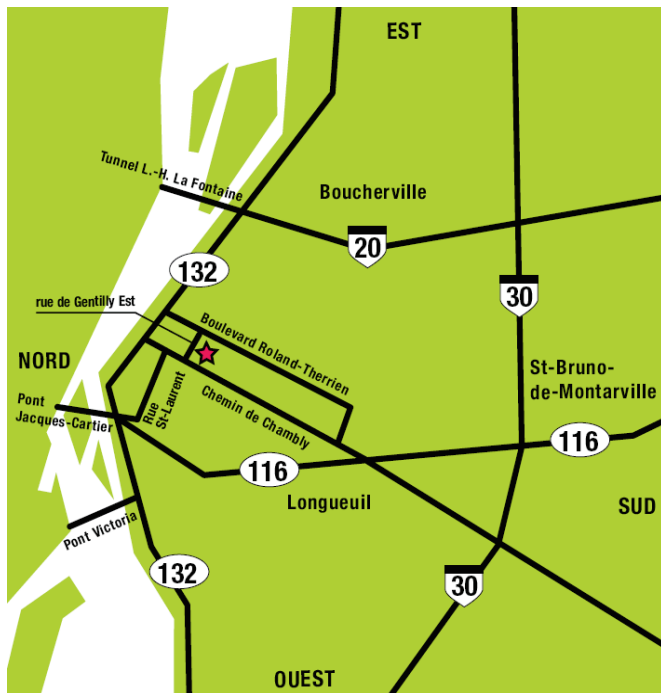 EST
Tunnel L.-H. La Fontaine
Boucherville
20
132
30
rue de Gentilly Est
Boulevard Roland-Therrien
NORD
St-Bruno-
de-Montarville
Pont
Jacques-Cartier
Rue
St-Laurent
Chemin de Chambly
116
116
Longueuil
SUD
Pont Victoria
132
30
OUEST